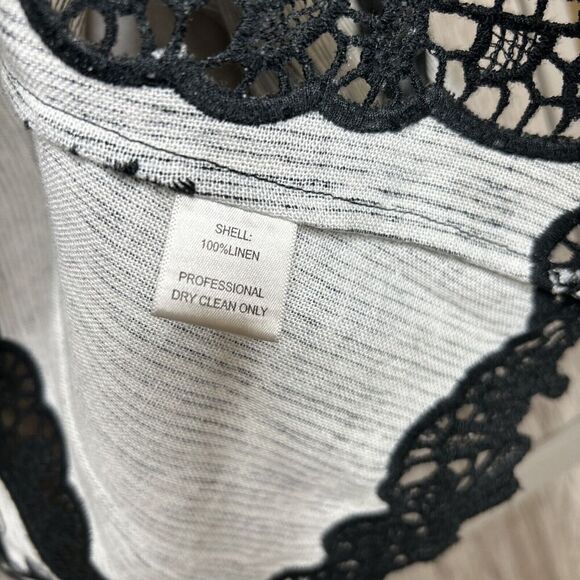 SHELL:
100%LINEN
PROFESSIONAL
DRY CLEAN ONLY